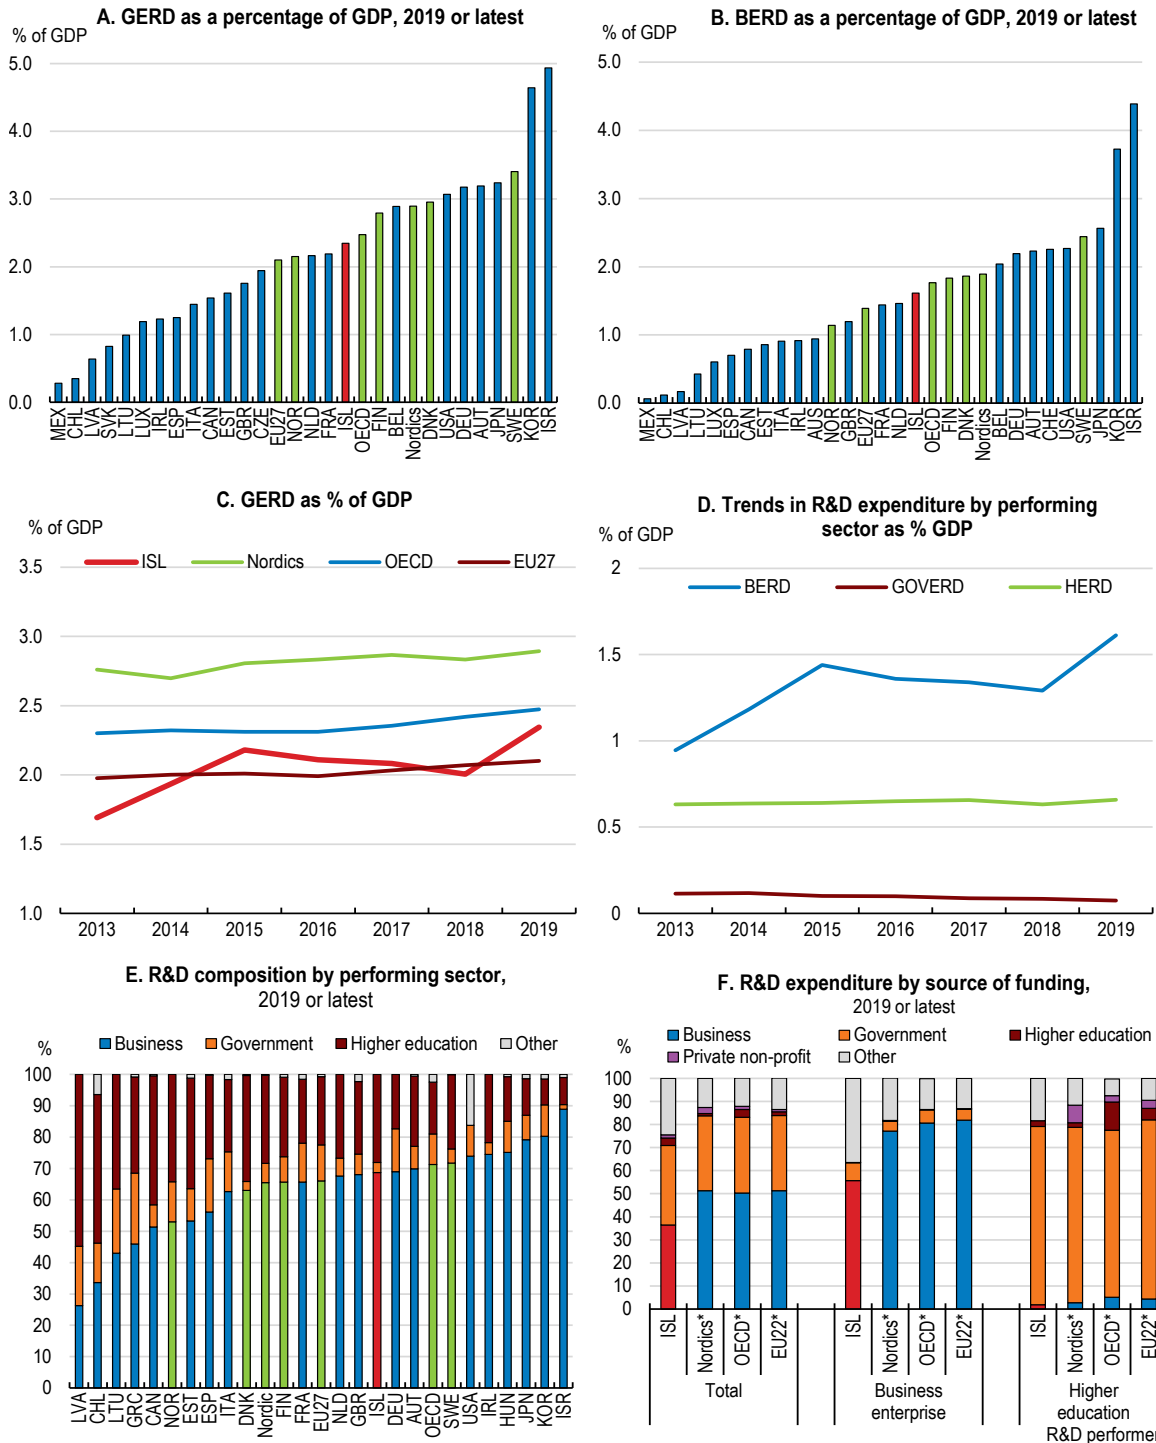 A. GERD as a percentage of GDP, 2019 or latest
% of GDP
5.0
4.0
3.0
2.0
1.0
0.0
MEX CHL LVA SVK LTU LUX IRL ESP ITA CAN EST GBR CZE EU27 NOR NLD FRA ISL OECD FIN BEL Nordics DNK USA DEU AUT JPN SWE KOR ISR
B. BERD as a percentage of GDP, 2019 or latest
% of GDP
5.0
4.0
3.0
2.0
1.0
0.0
MEX CHL LVA LTU LUX ESP CAN EST ITA IRL AUS NOR GBR EU27 FRA NLD ISL OECD FIN DNK Nordics BEL DEU AUT CHE USA SWE JPN KOR ISR
C. GERD as % of GDP
% of GDP
ISL Nordics OECD EU27
3.5
3.0
2.5
2.0
1.5
1.0
2013 2014 2015 2016 2017 2018 2019
D. Trends in R&D expenditure by performing
sector as % GDP
% of GDP
BERD GOVERD HERD
2
1.5
1
0.5
0
2013 2014 2015 2016 2017 2018 2019
E. R&D composition by performing sector,
2019 or latest
%
Business Government Higher education Other
100
90
80
70
60
50
40
30
20
10
0
LVA CHL LTU GRC CAN NOR EST ESP ITA DNK Nordic FIN FRA EU27 NLD GBR ISL DEU AUT OECD SWE USA IRL HUN JPN KOR ISR
F. R&D expenditure by source of funding,
2019 or latest
Business Government Higher education
% Private non-profit Other
100
90
80
70
60
50
40
30
20
10
0
ISL Nordics* OECD* EU22* ISL Nordics* OECD* EU22* ISL Nordics* OECD* EU22*
Total Business Higher
enterprise education
R&D performer